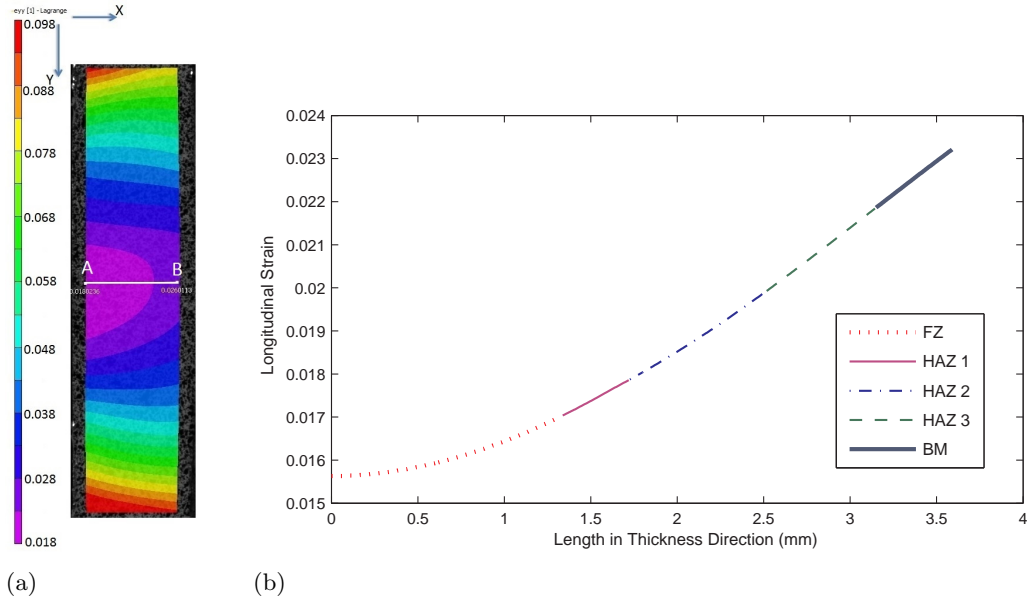 eyy [1] - Lagrange
X
Y
0.098
0.088
0.078
0.068
0.058
0.048
0.038
0.028
0.018
A
B
0.0260113
(a)
0.024
0.023
0.022
0.021
0.02
0.019
0.018
0.017
0.016
0.015
0
0.5
1
1.5
2
2.5
3
3.5
4
Longitudinal Strain
Length in Thickness Direction (mm)
FZ
HAZ 1
HAZ 2
HAZ 3
BM
(b)